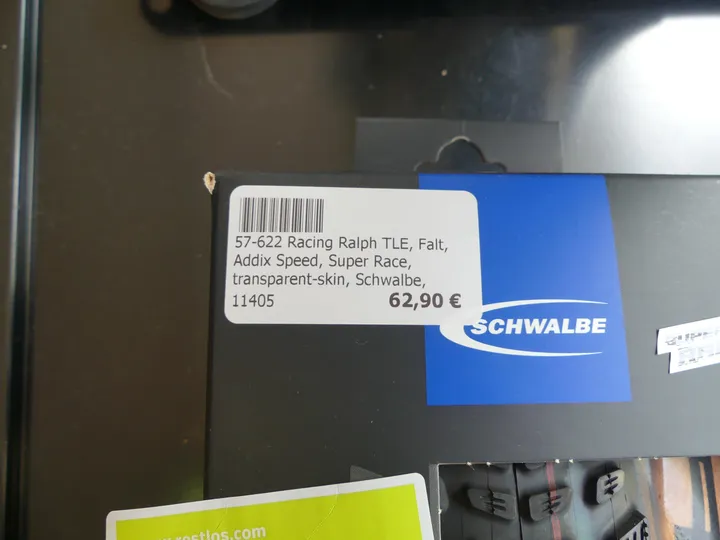 57-622 Racing Ralph TLE, Falt,
Addix Speed, Super Race,
transparent-skin, Schwalbe,
11405 62,90 €
SCHWALBE
restlos.com